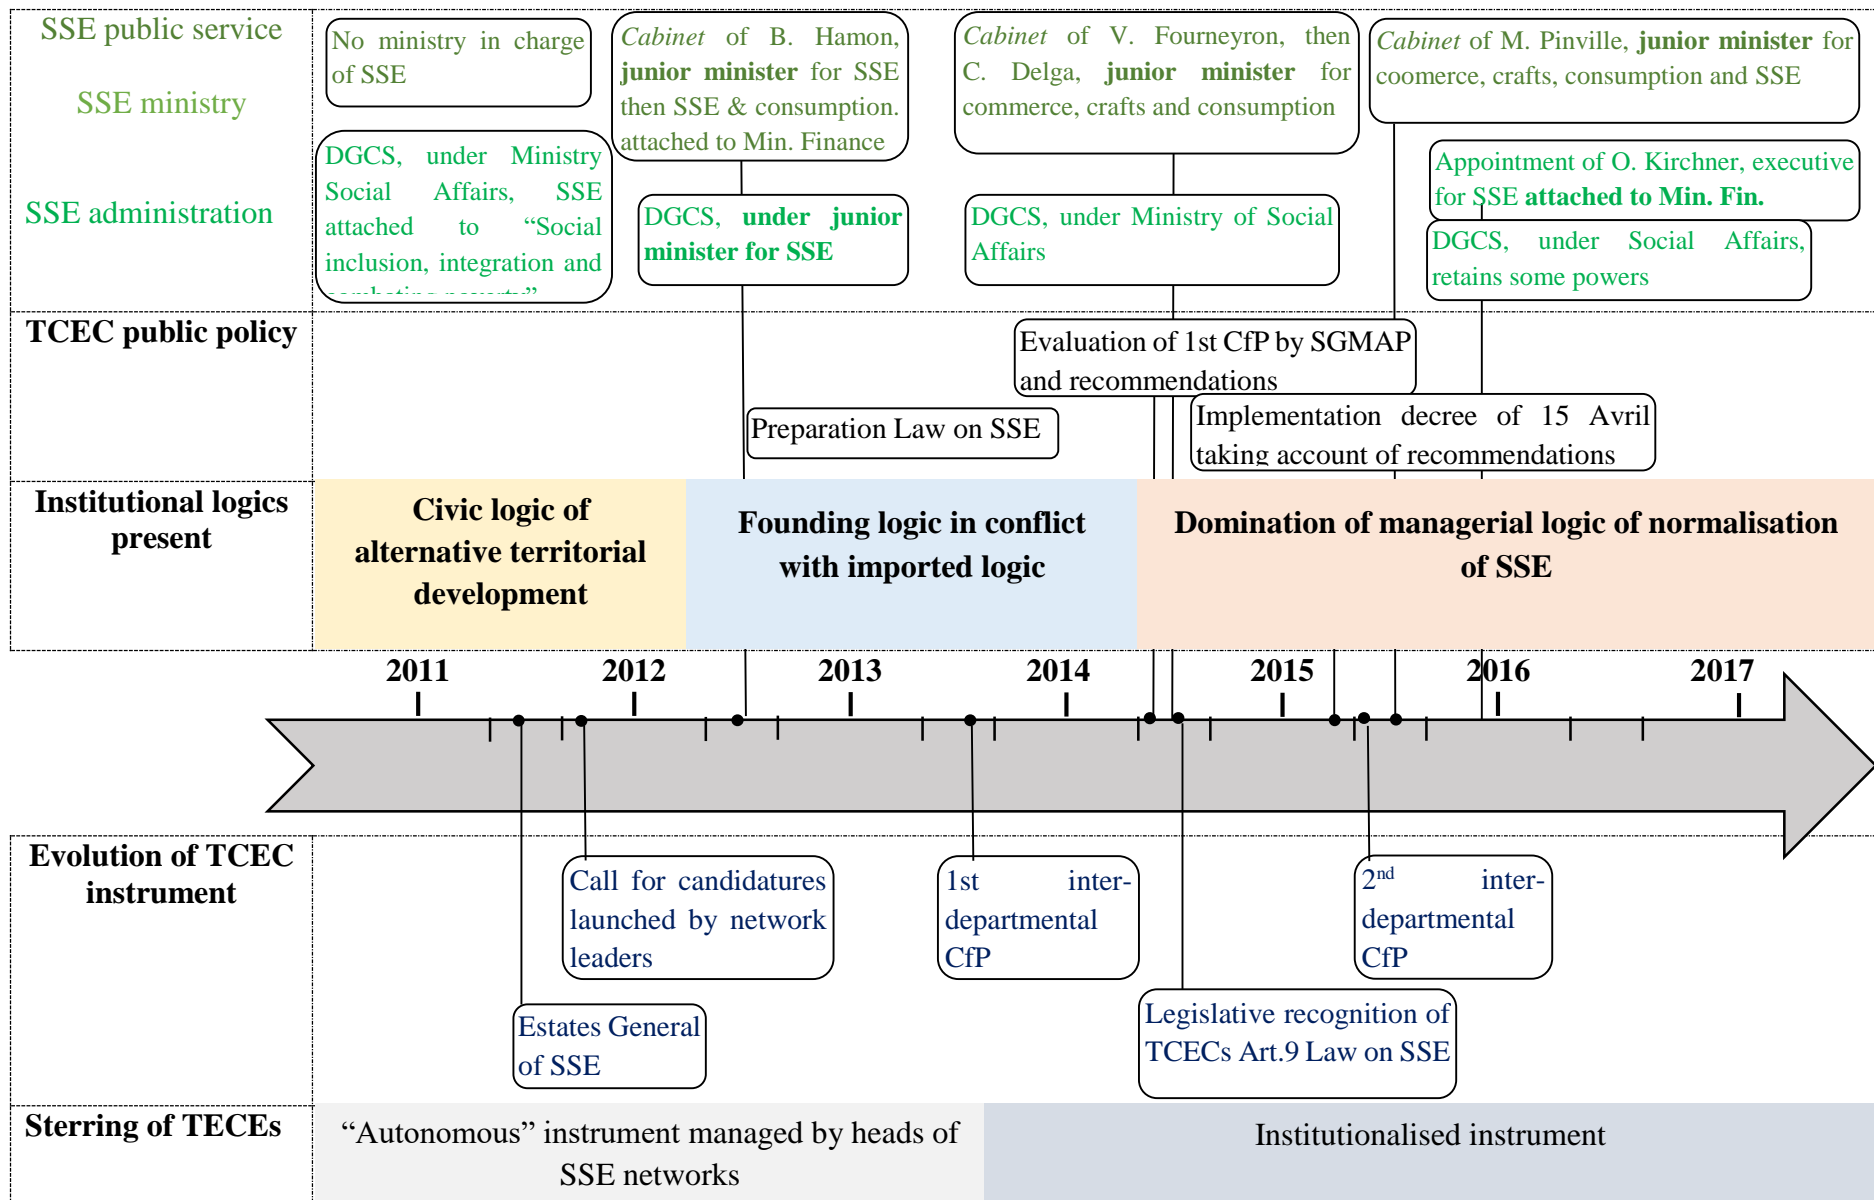 SSE public service
SSE ministry
SSE administration
No ministry in charge
of SSE
DGCS, under Ministry
Social Affairs, SSE
attached to “Social
inclusion, integration and
combating poverty”
Cabinet of B. Hamon,
junior minister for SSE
then SSE & consumption.
attached to Min. Finance
DGCS, under junior
minister for SSE
Cabinet of V. Fourneyron, then
C. Delga, junior minister for
commerce, crafts and consumption
DGCS, under Ministry of Social
Affairs
Cabinet of M. Pinville, junior minister for
coomerce, crafts, consumption and SSE
Appointment of O. Kirchner, executive
for SSE attached to Min. Fin.
DGCS, under Social Affairs,
retains some powers
TCEC public policy
Evaluation of 1st CfP by SGMAP
and recommendations
Preparation Law on SSE
Implementation decree of 15 Avril
taking account of recommendations
Institutional logics
present
Civic logic of
alternative territorial
development
Founding logic in conflict
with imported logic
Domination of managerial logic of normalisation
of SSE
2011 2012 2013 2014 2015 2016 2017
Evolution of TCEC
instrument
Call for candidatures
launched by network
leaders
1st inter-
departmental
CfP
2nd inter-
departmental
CfP
Estates General
of SSE
Legislative recognition of
TCECs Art.9 Law on SSE
Sterring of TECEs
“Autonomous” instrument managed by heads of
SSE networks
Institutionalised instrument